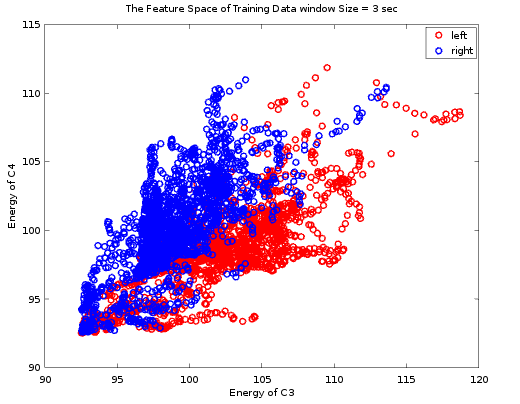 The Feature Space of Training Data window Size = 3 sec
115
110
105
100
95
90
Energy of C4
left
right
90
95
100
105
110
115
120
Energy of C3